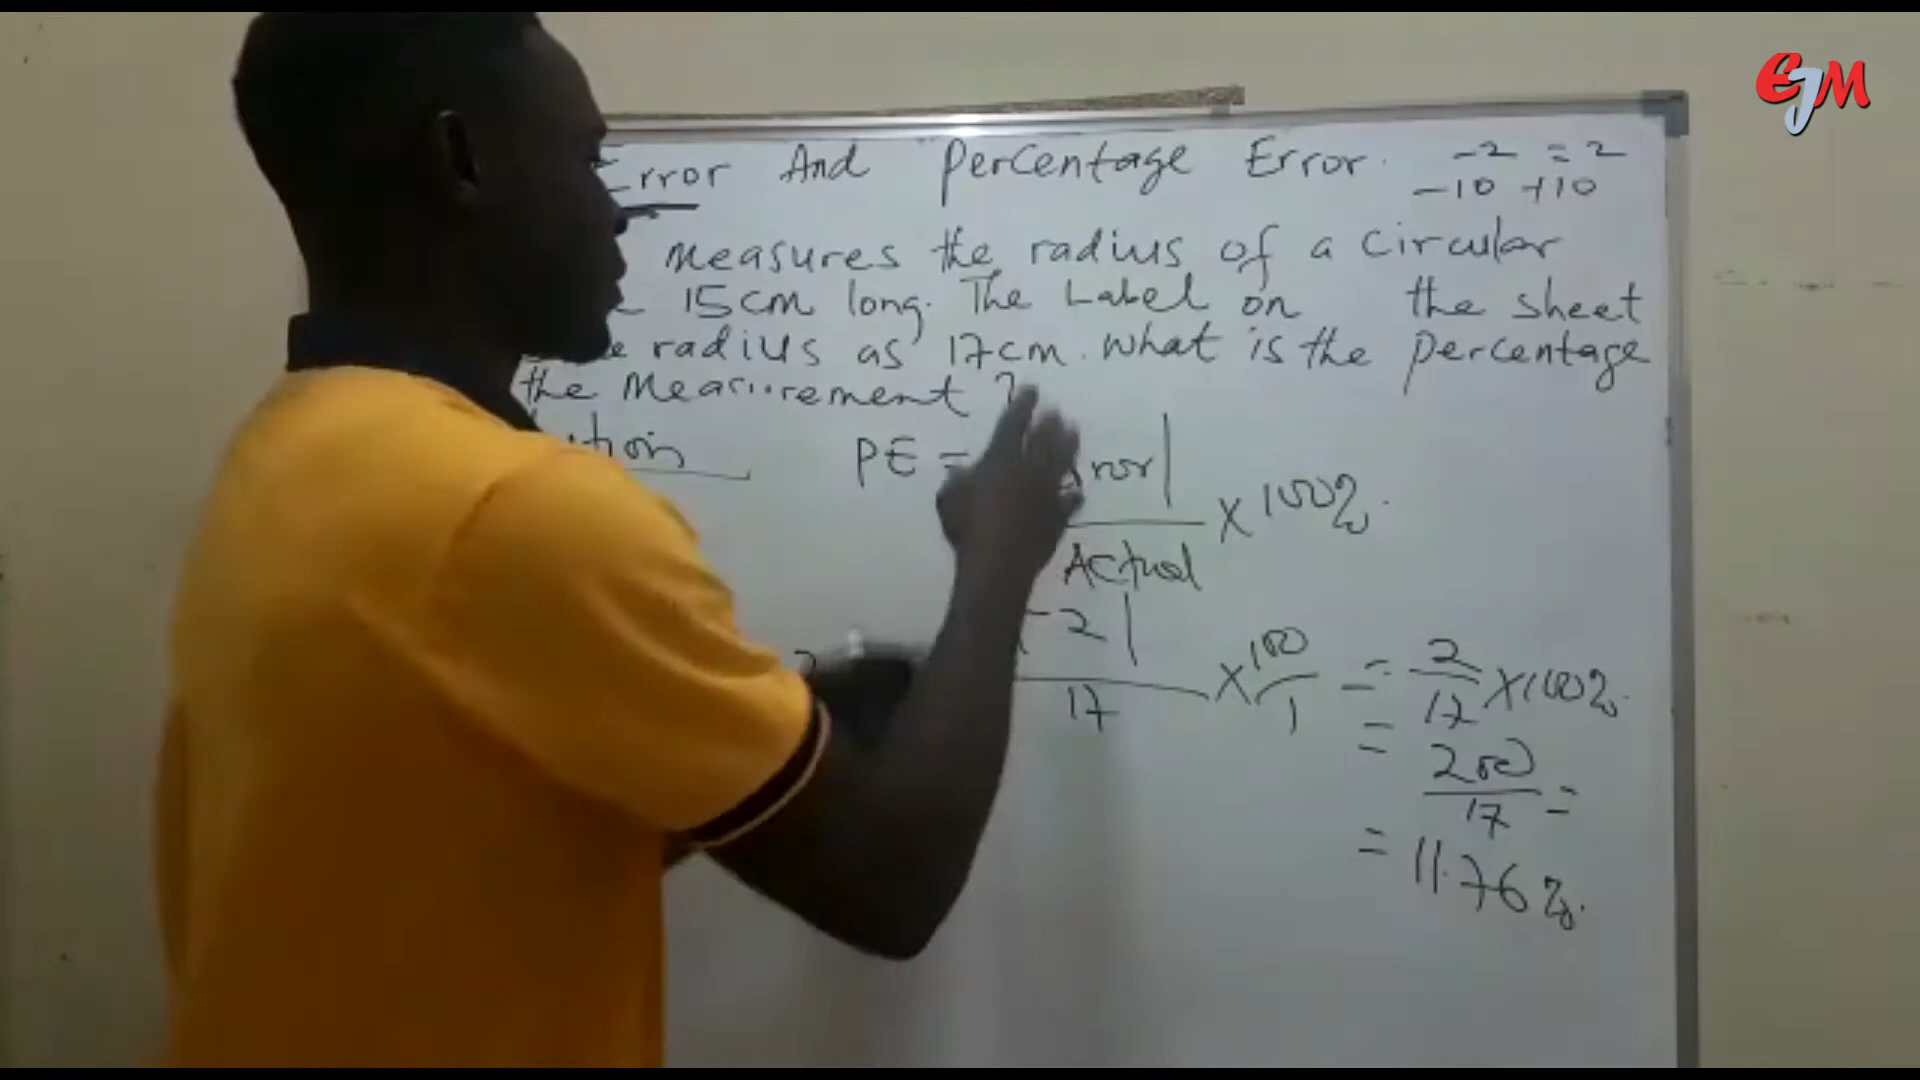 EJM
Error And Percentage Error. -2 = 2
-10 +10
Measures the radius of a circular
15cm long. The Label on the sheet
radius as 17cm. What is the percentage
the Measurement ?
PE =
Actual
x 100%.
-2|
17
x 100
1
= 2
17
x 100%.
= 200
17
=
= 11.76%.